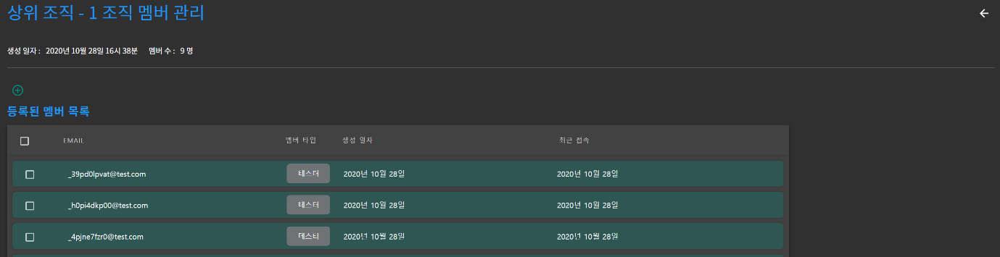 상위 조직 - 1 조직 멤버 관리
생성 일자 : 2020년 10월 28일 16시 38분 멤버 수 : 9 명
등록된 멤버 목록
EMAIL 멤버 타입 생성 일자 최근 접속
_39pd0lpvat@test.com 테스터 2020년 10월 28일 2020년 10월 28일
_h0pi4dkp00@test.com 테스터 2020년 10월 28일 2020년 10월 28일
_4pjne7fzr0@test.com 테스터 2020년 10월 28일 2020년 10월 28일